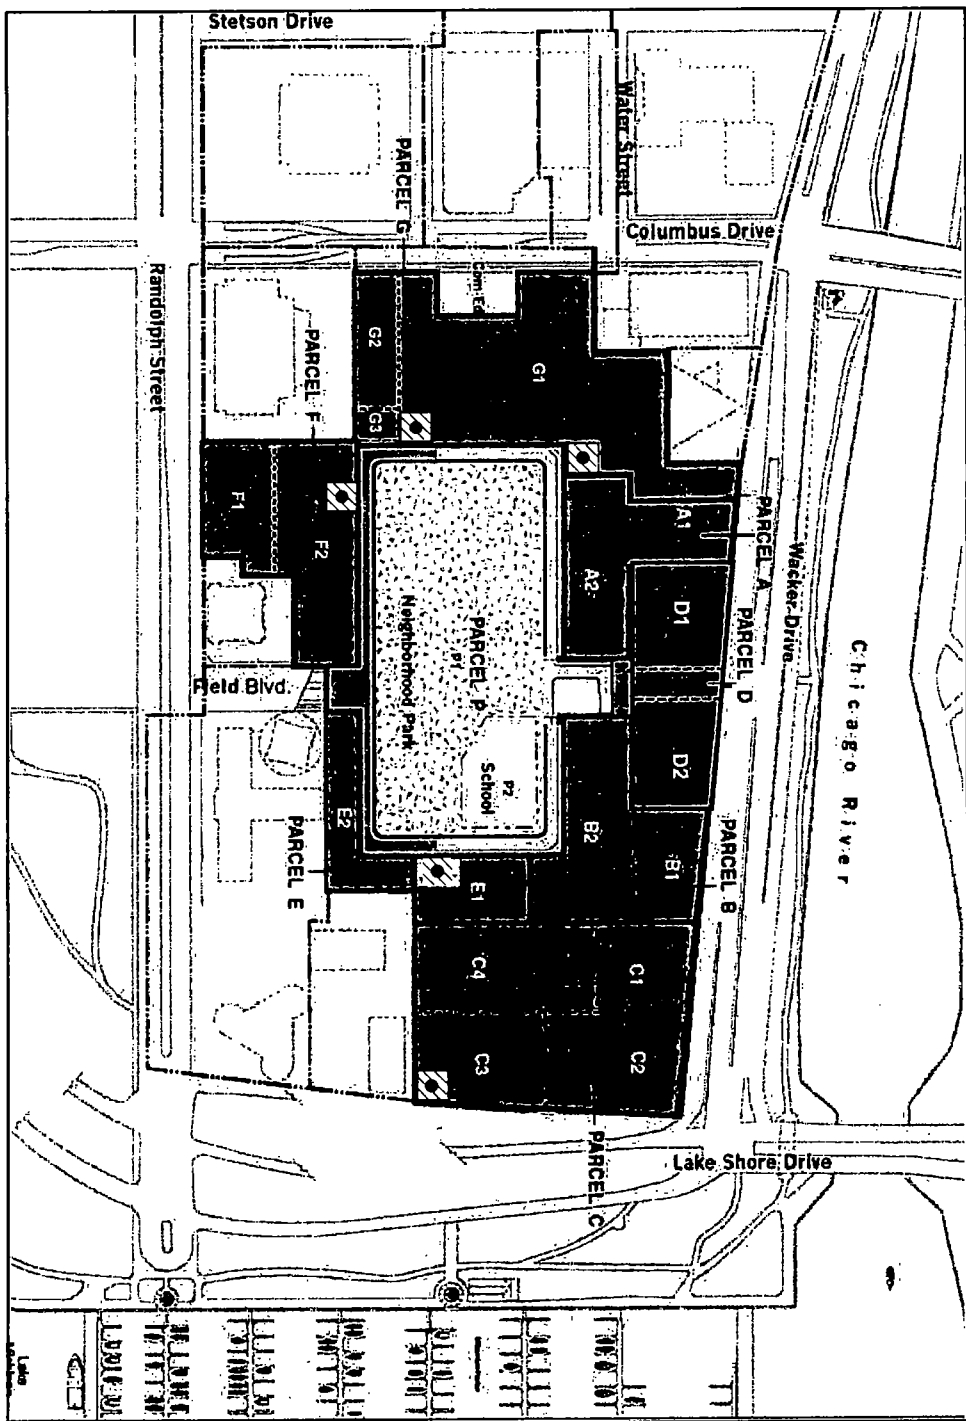 Stetson Drive
Water Street
PARCEL G
Columbus Drive
Com Ed
Randolph Street
G2
G1
PARCEL F
G3
F1
F2
A1
A2
PARCEL A
Wacker Drive
D1
PARCEL D
Chicago River
PARCEL P
P1
Neighborhood Park
Field Blvd.
D2
P2
School
E2
B2
B1
PARCEL B
PARCEL E
E1
C4
C1
C3
C2
PARCEL C
Lake Shore Drive
Lake